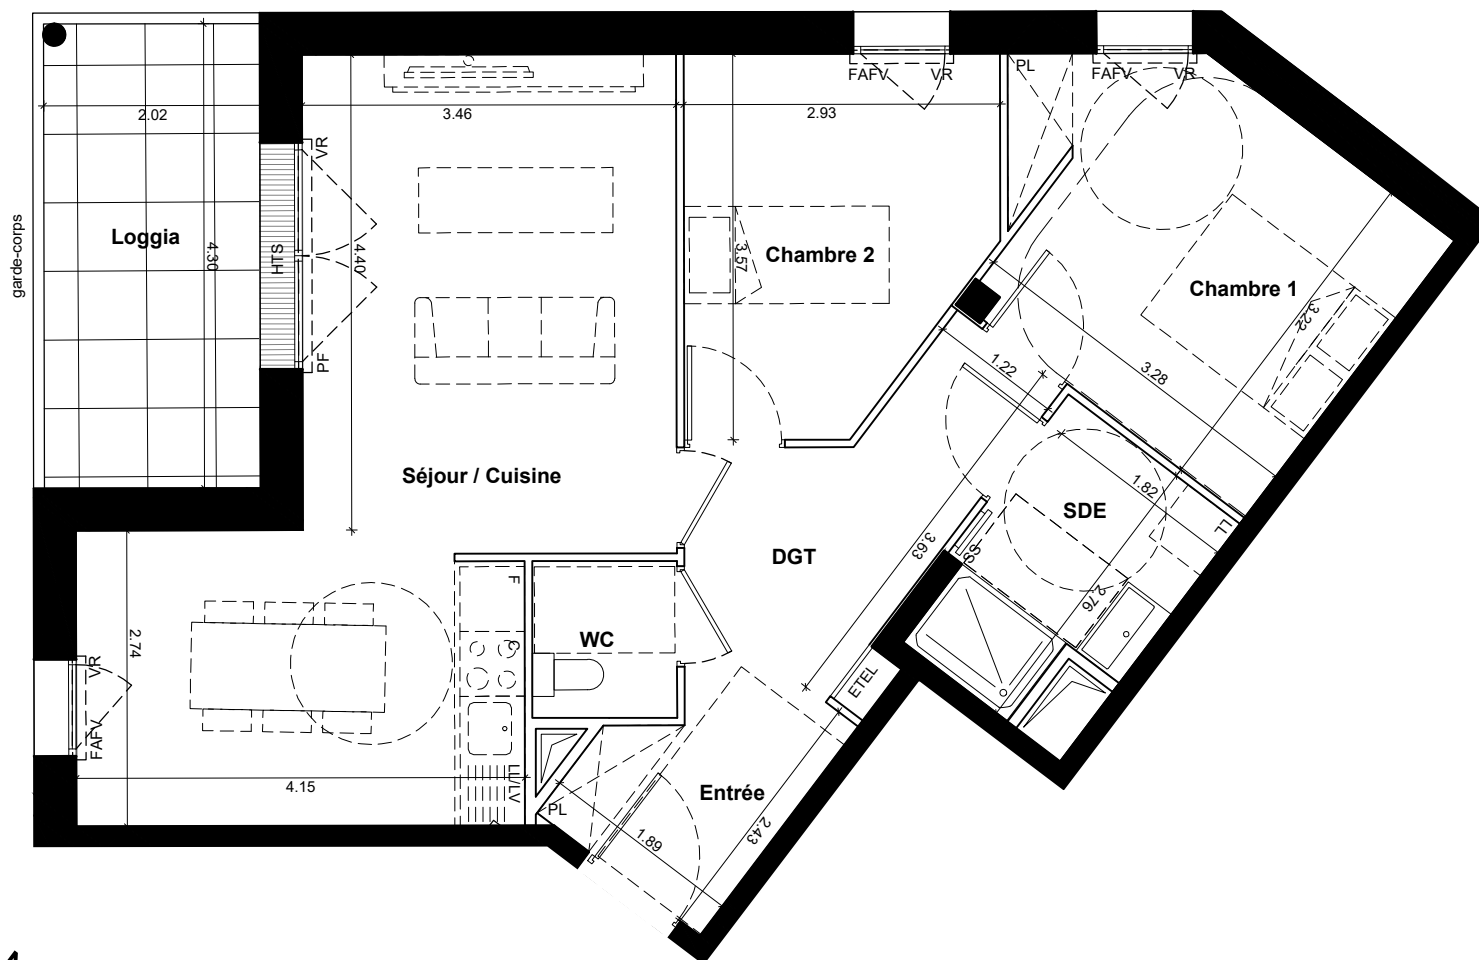 FAFV
VR
PL
FAFV
VR
2.02
3.46
2.93
VR
garde-corps
Loggia
4.30
HTS
4.40
3.57
Chambre 2
Chambre 1
3.22
PF
1.22
3.28
Séjour / Cuisine
1.82
SDE
LL
DGT
3.63
SS
2.76
F
C
WC
2.74
VR
FAFV
ETEL
LL/LV
4.15
PL
Entrée
1.89
2.43